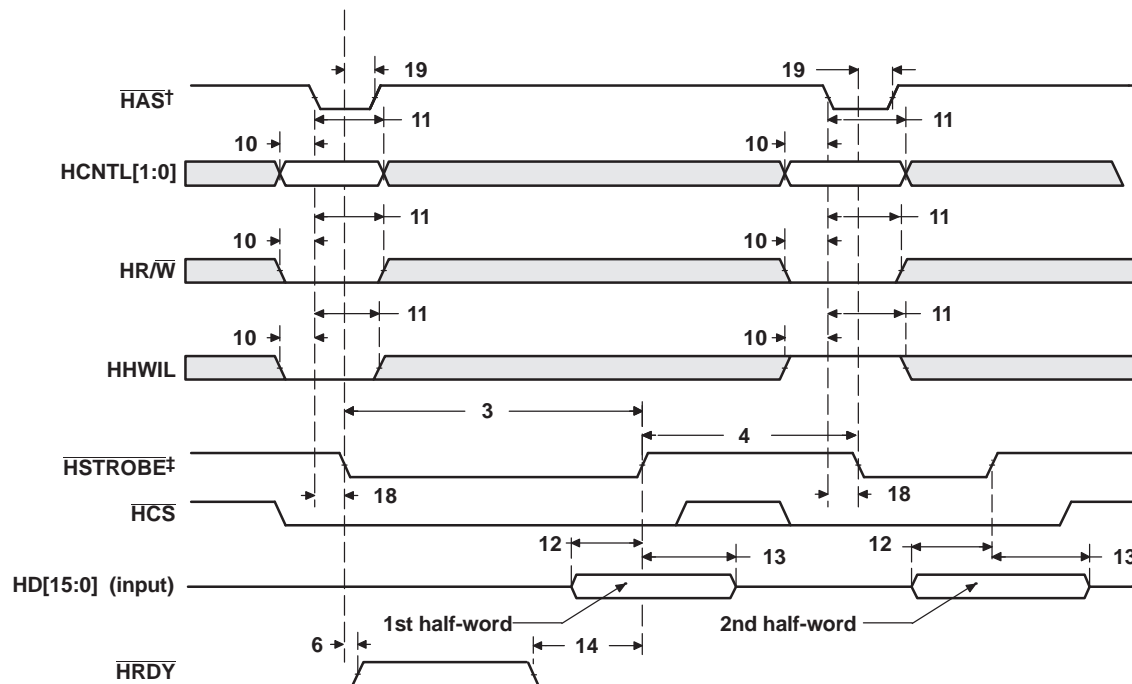 19 19
HAS†
11 11
10 10
HCNTL[1:0]
11 11
10 10
HR/W
11 11
10 10
HHWIL
3
4
HSTROBE‡
18 18
HCS
12 13 12 13
HD[15:0] (input)
1st half-word 2nd half-word
6 14
HRDY